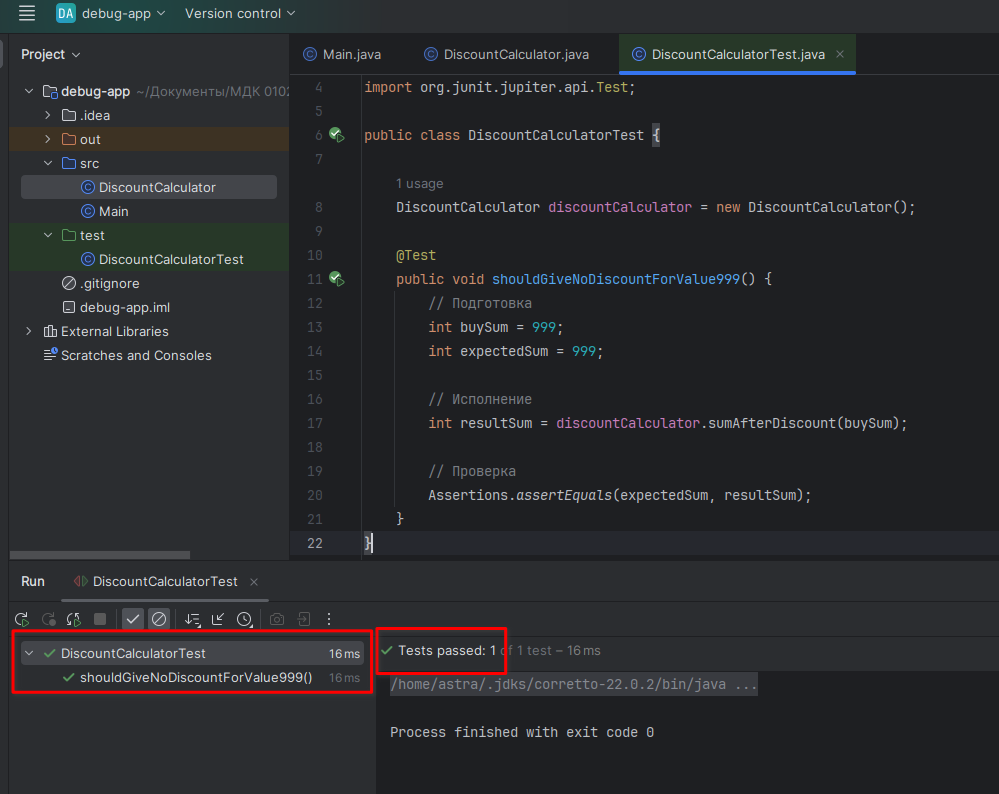 DA debug-app Version control
Project
debug-app ~/Документы/МДК 0102
.idea
out
src
DiscountCalculator
Main
test
DiscountCalculatorTest
.gitignore
debug-app.iml
External Libraries
Scratches and Consoles
Main.java DiscountCalculator.java DiscountCalculatorTest.java
4 import org.junit.jupiter.api.Test;
5
6 public class DiscountCalculatorTest {
7
1 usage
8 DiscountCalculator discountCalculator = new DiscountCalculator();
9
10 @Test
11 public void shouldGiveNoDiscountForValue999() {
12 // Подготовка
13 int buySum = 999;
14 int expectedSum = 999;
15
16 // Исполнение
17 int resultSum = discountCalculator.sumAfterDiscount(buySum);
18
19 // Проверка
20 Assertions.assertEquals(expectedSum, resultSum);
21 }
22 }
Run DiscountCalculatorTest
DiscountCalculatorTest 16 ms
shouldGiveNoDiscountForValue999() 16 ms
Tests passed: 1 of 1 test – 16 ms
/home/astra/.jdks/corretto-22.0.2/bin/java ...
Process finished with exit code 0